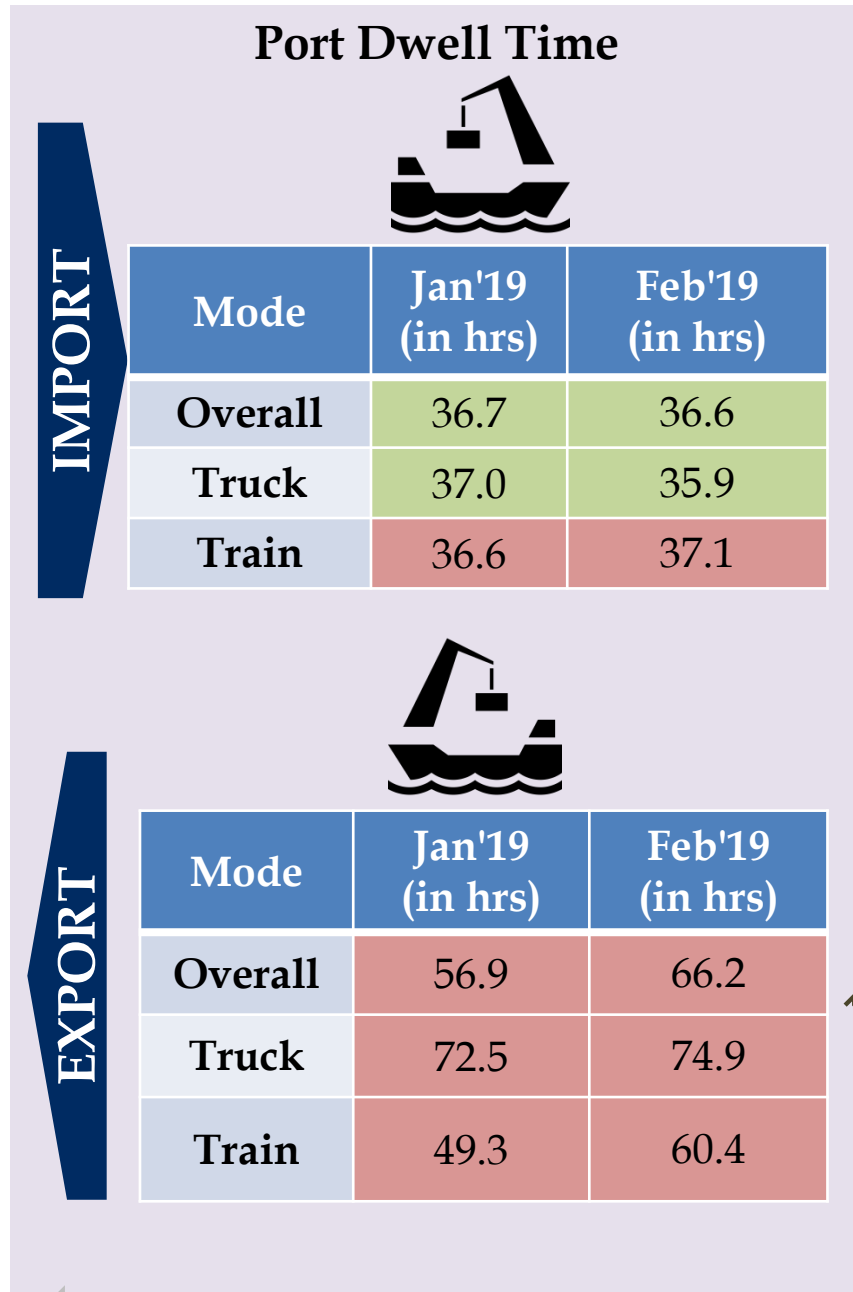 Port Dwell Time
IMPORT
Mode Jan'19 (in hrs) Feb'19 (in hrs)
Overall 36.7 36.6
Truck 37.0 35.9
Train 36.6 37.1
EXPORT
Mode Jan'19 (in hrs) Feb'19 (in hrs)
Overall 56.9 66.2
Truck 72.5 74.9
Train 49.3 60.4